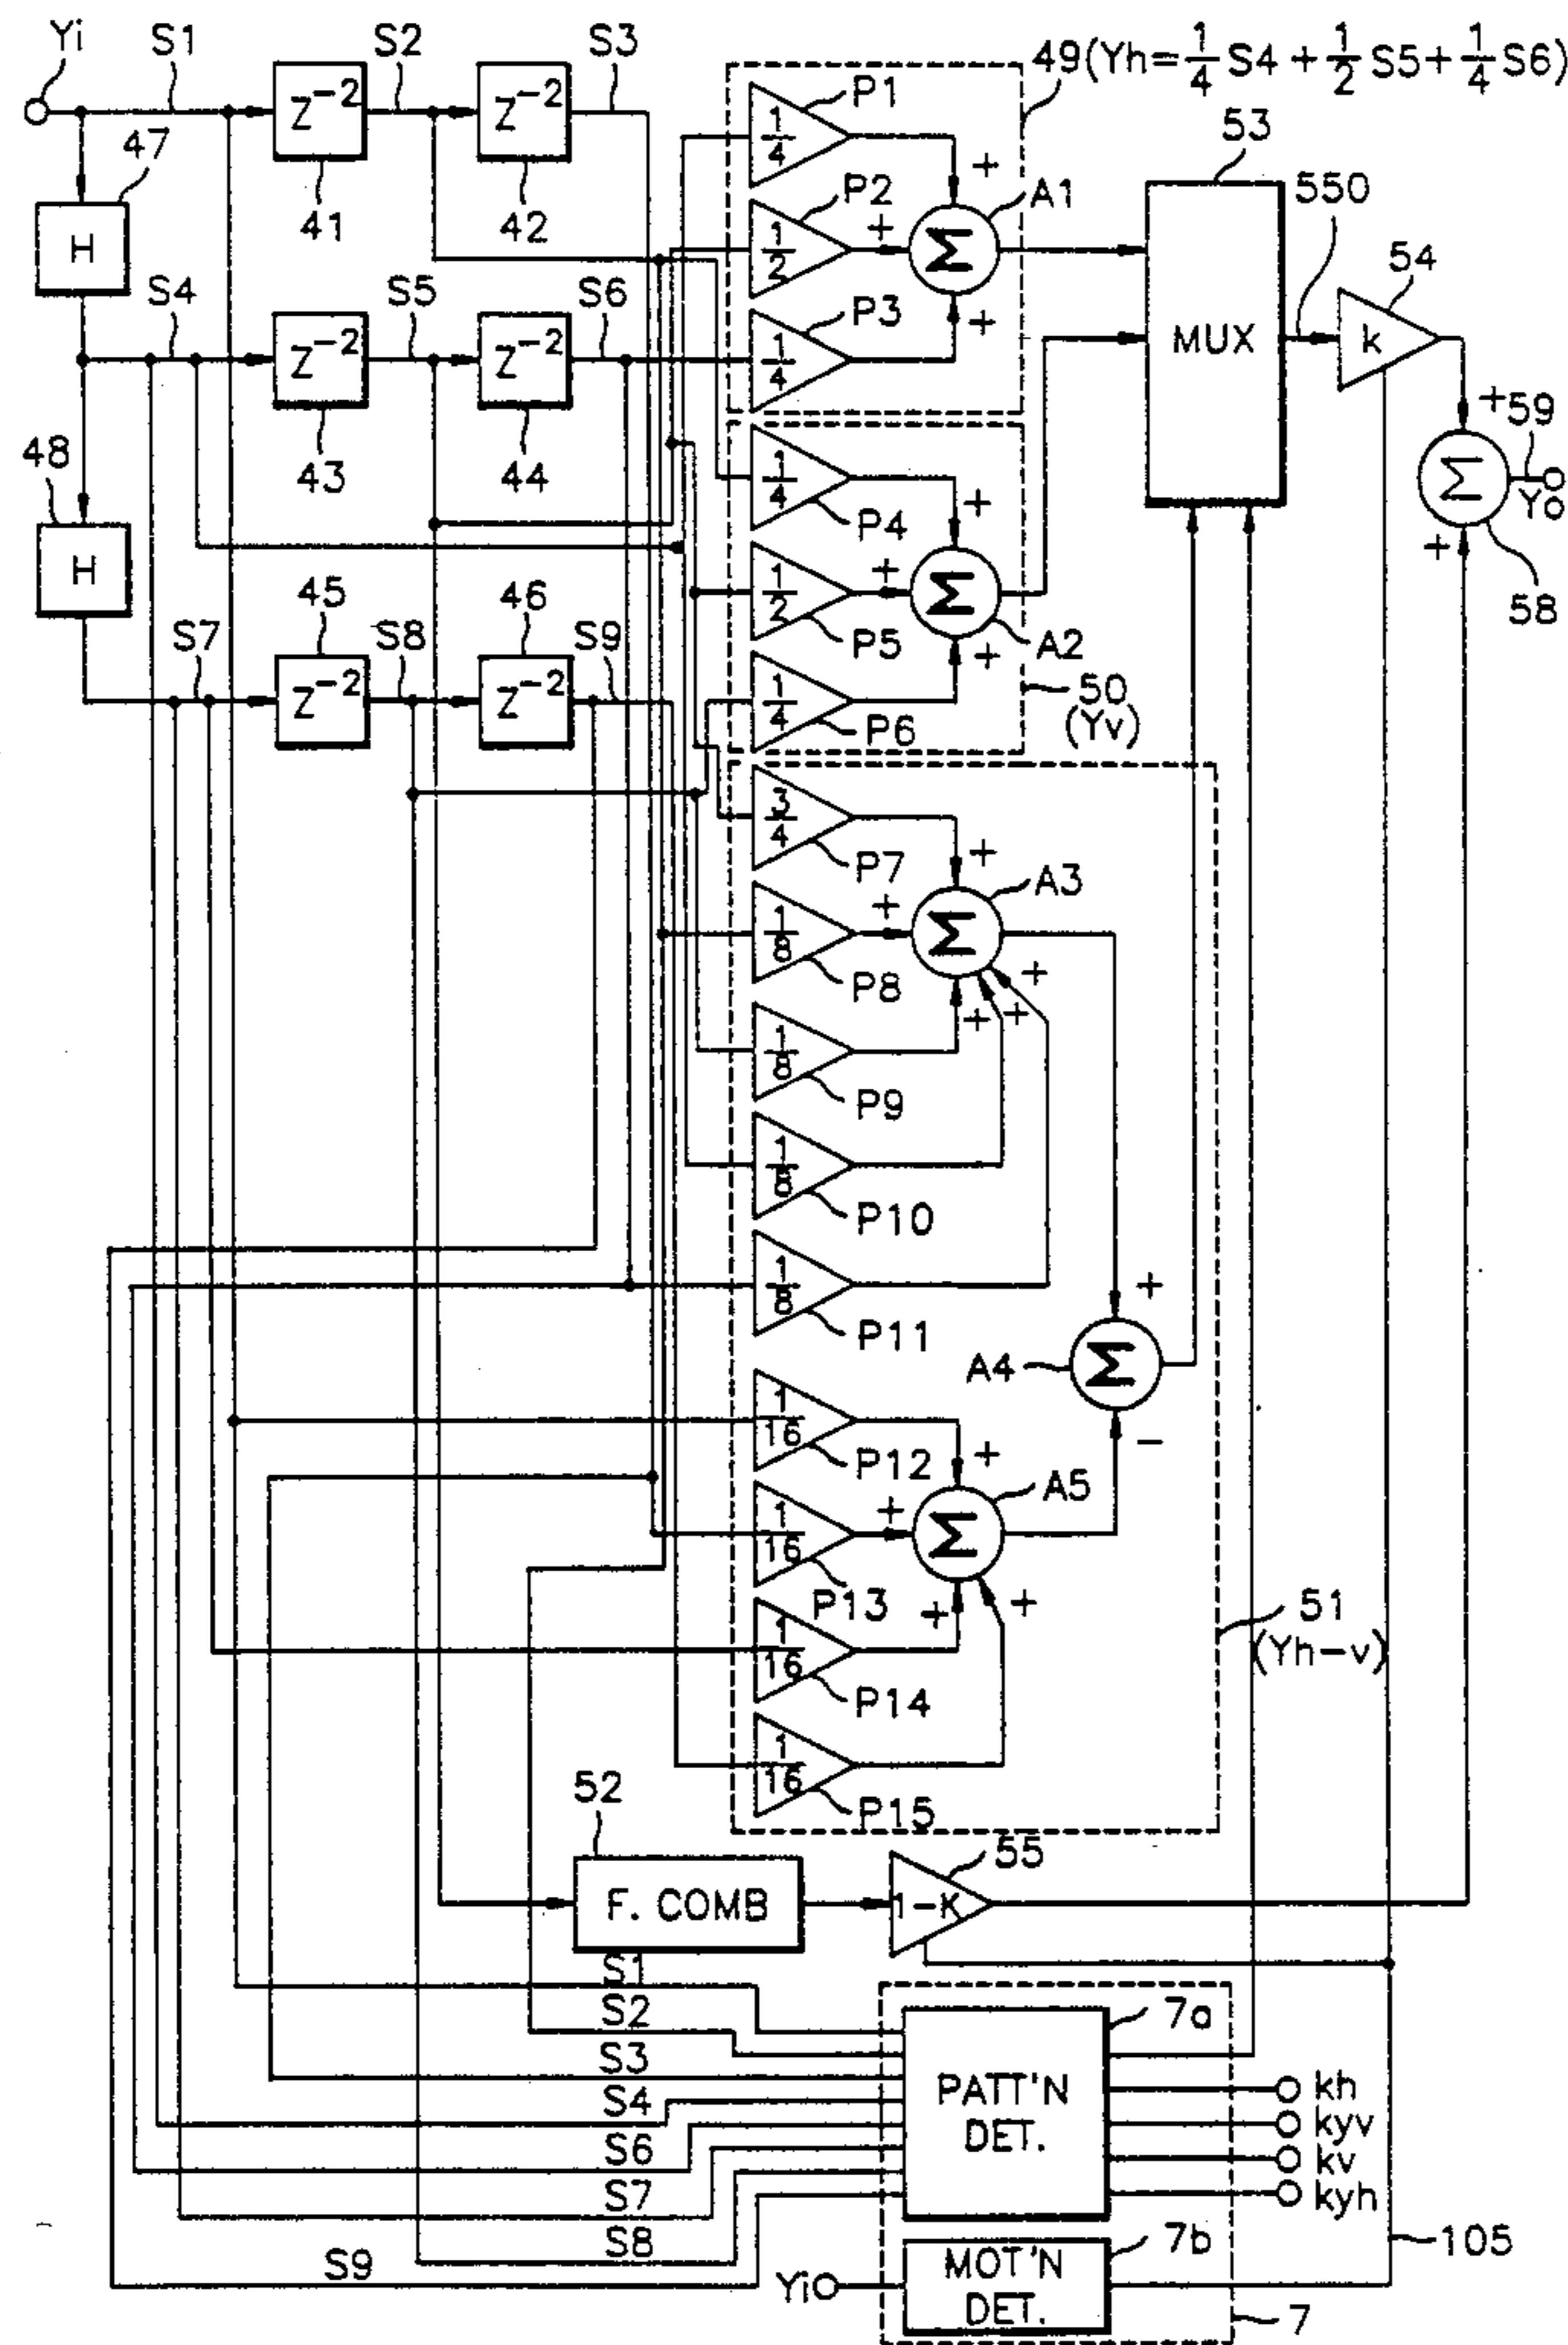 Yi
S1
S2
S3
49(Yh=1/4 S4+1/2 S5+1/4 S6)
Z⁻²
Z⁻²
P1
1/4
53
47
41
42
P2
1/2
+
+
A1
Σ
550
54
H
S4
S5
S6
P3
1/4
+
MUX
k
Z⁻²
Z⁻²
+
59
48
43
44
1/4
P4
+
Σ
Yo
H
+
58
45
46
1/2
P5
+
Σ
A2
S7
S8
S9
+
Z⁻²
Z⁻²
1/4
P6
50
(Yv)
3/4
P7
+
A3
1/8
P8
+
Σ
+
1/8
P9
+
+
1/8
P10
1/8
P11
+
A4
Σ
1/16
P12
+
−
A5
1/16
P13
+
Σ
+
+
51
(Yh-v)
1/16
P14
1/16
P15
52
55
F. COMB
1-K
S1
S2
7a
S3
PATT'N
DET.
kh
S4
kyv
S6
kv
S7
kyh
S8
7b
105
S9
Yi
MOT'N
DET.
7